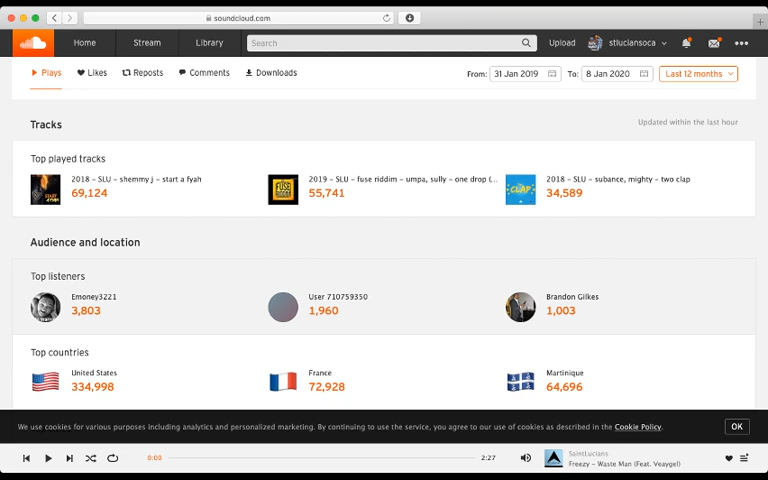 soundcloud.com
Home Stream Library Search Upload stluciansoca
Plays Likes Reposts Comments Downloads From: 31 Jan 2019 To: 8 Jan 2020 Last 12 months
Tracks Updated within the last hour
Top played tracks
2018 - SLU - shemmy j - start a fyah 2019 - SLU - fuse riddim - umpa, sully - one drop (... 2018 - SLU - subance, mighty - two clap
69,124 55,741 34,589
Audience and location
Top listeners
Emoney3221 User 710759350 Brandon Gilkes
3,803 1,960 1,003
Top countries
United States France Martinique
334,998 72,928 64,696
We use cookies for various purposes including analytics and personalized marketing. By continuing to use the service, you agree to our use of cookies as described in the Cookie Policy. OK
0:00 2:27 SaintLucians
Freezy - Waste Man (Feat. Veaygel)